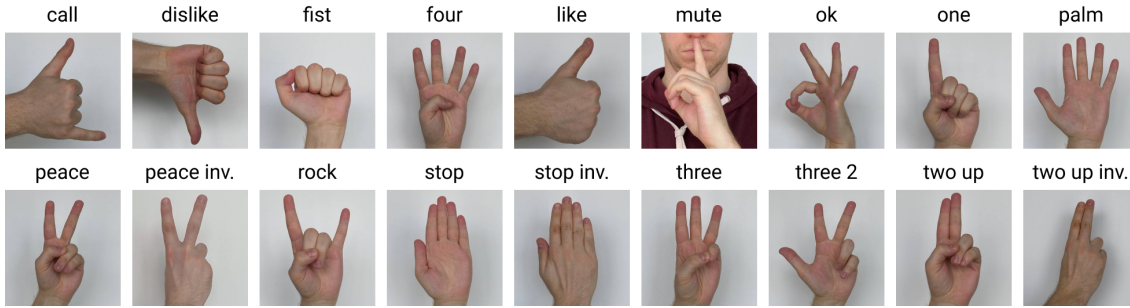 call dislike fist four like mute ok one palm
peace peace inv. rock stop stop inv. three three 2 two up two up inv.